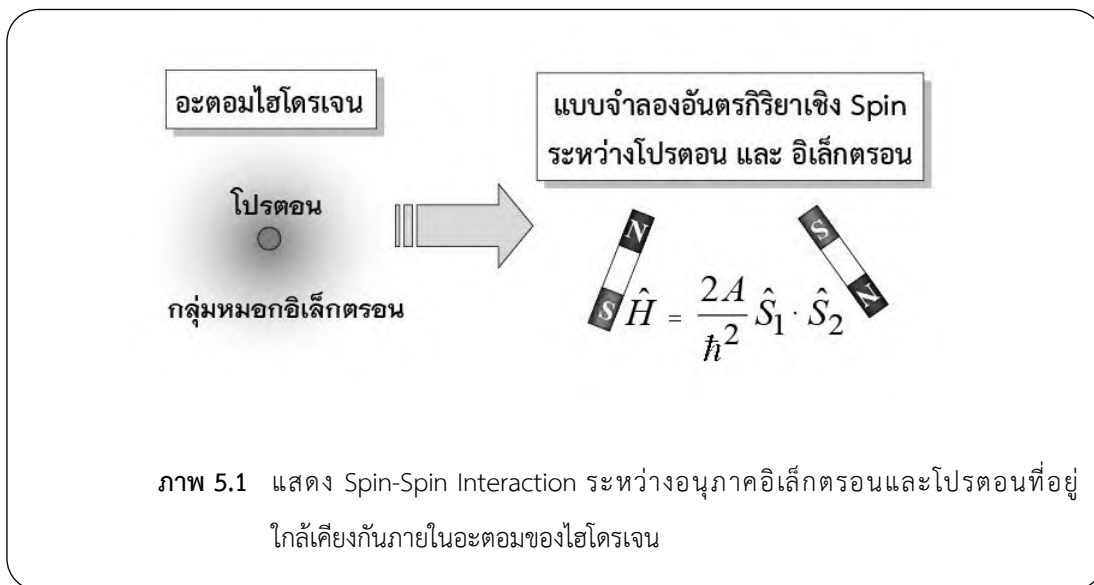 อะตอมไฮโดรเจน
แบบจำลองอันตรกิริยาเชิง Spin
ระหว่างโปรตอน และ อิเล็กตรอน
โปรตอน
กลุ่มหมอกอิเล็กตรอน
N
S
S
N
Ĥ = 2A/ħ² Ŝ₁ · Ŝ₂
ภาพ 5.1 แสดง Spin-Spin Interaction ระหว่างอนุภาคอิเล็กตรอนและโปรตอนที่อยู่
ใกล้เคียงกันภายในอะตอมของไฮโดรเจน